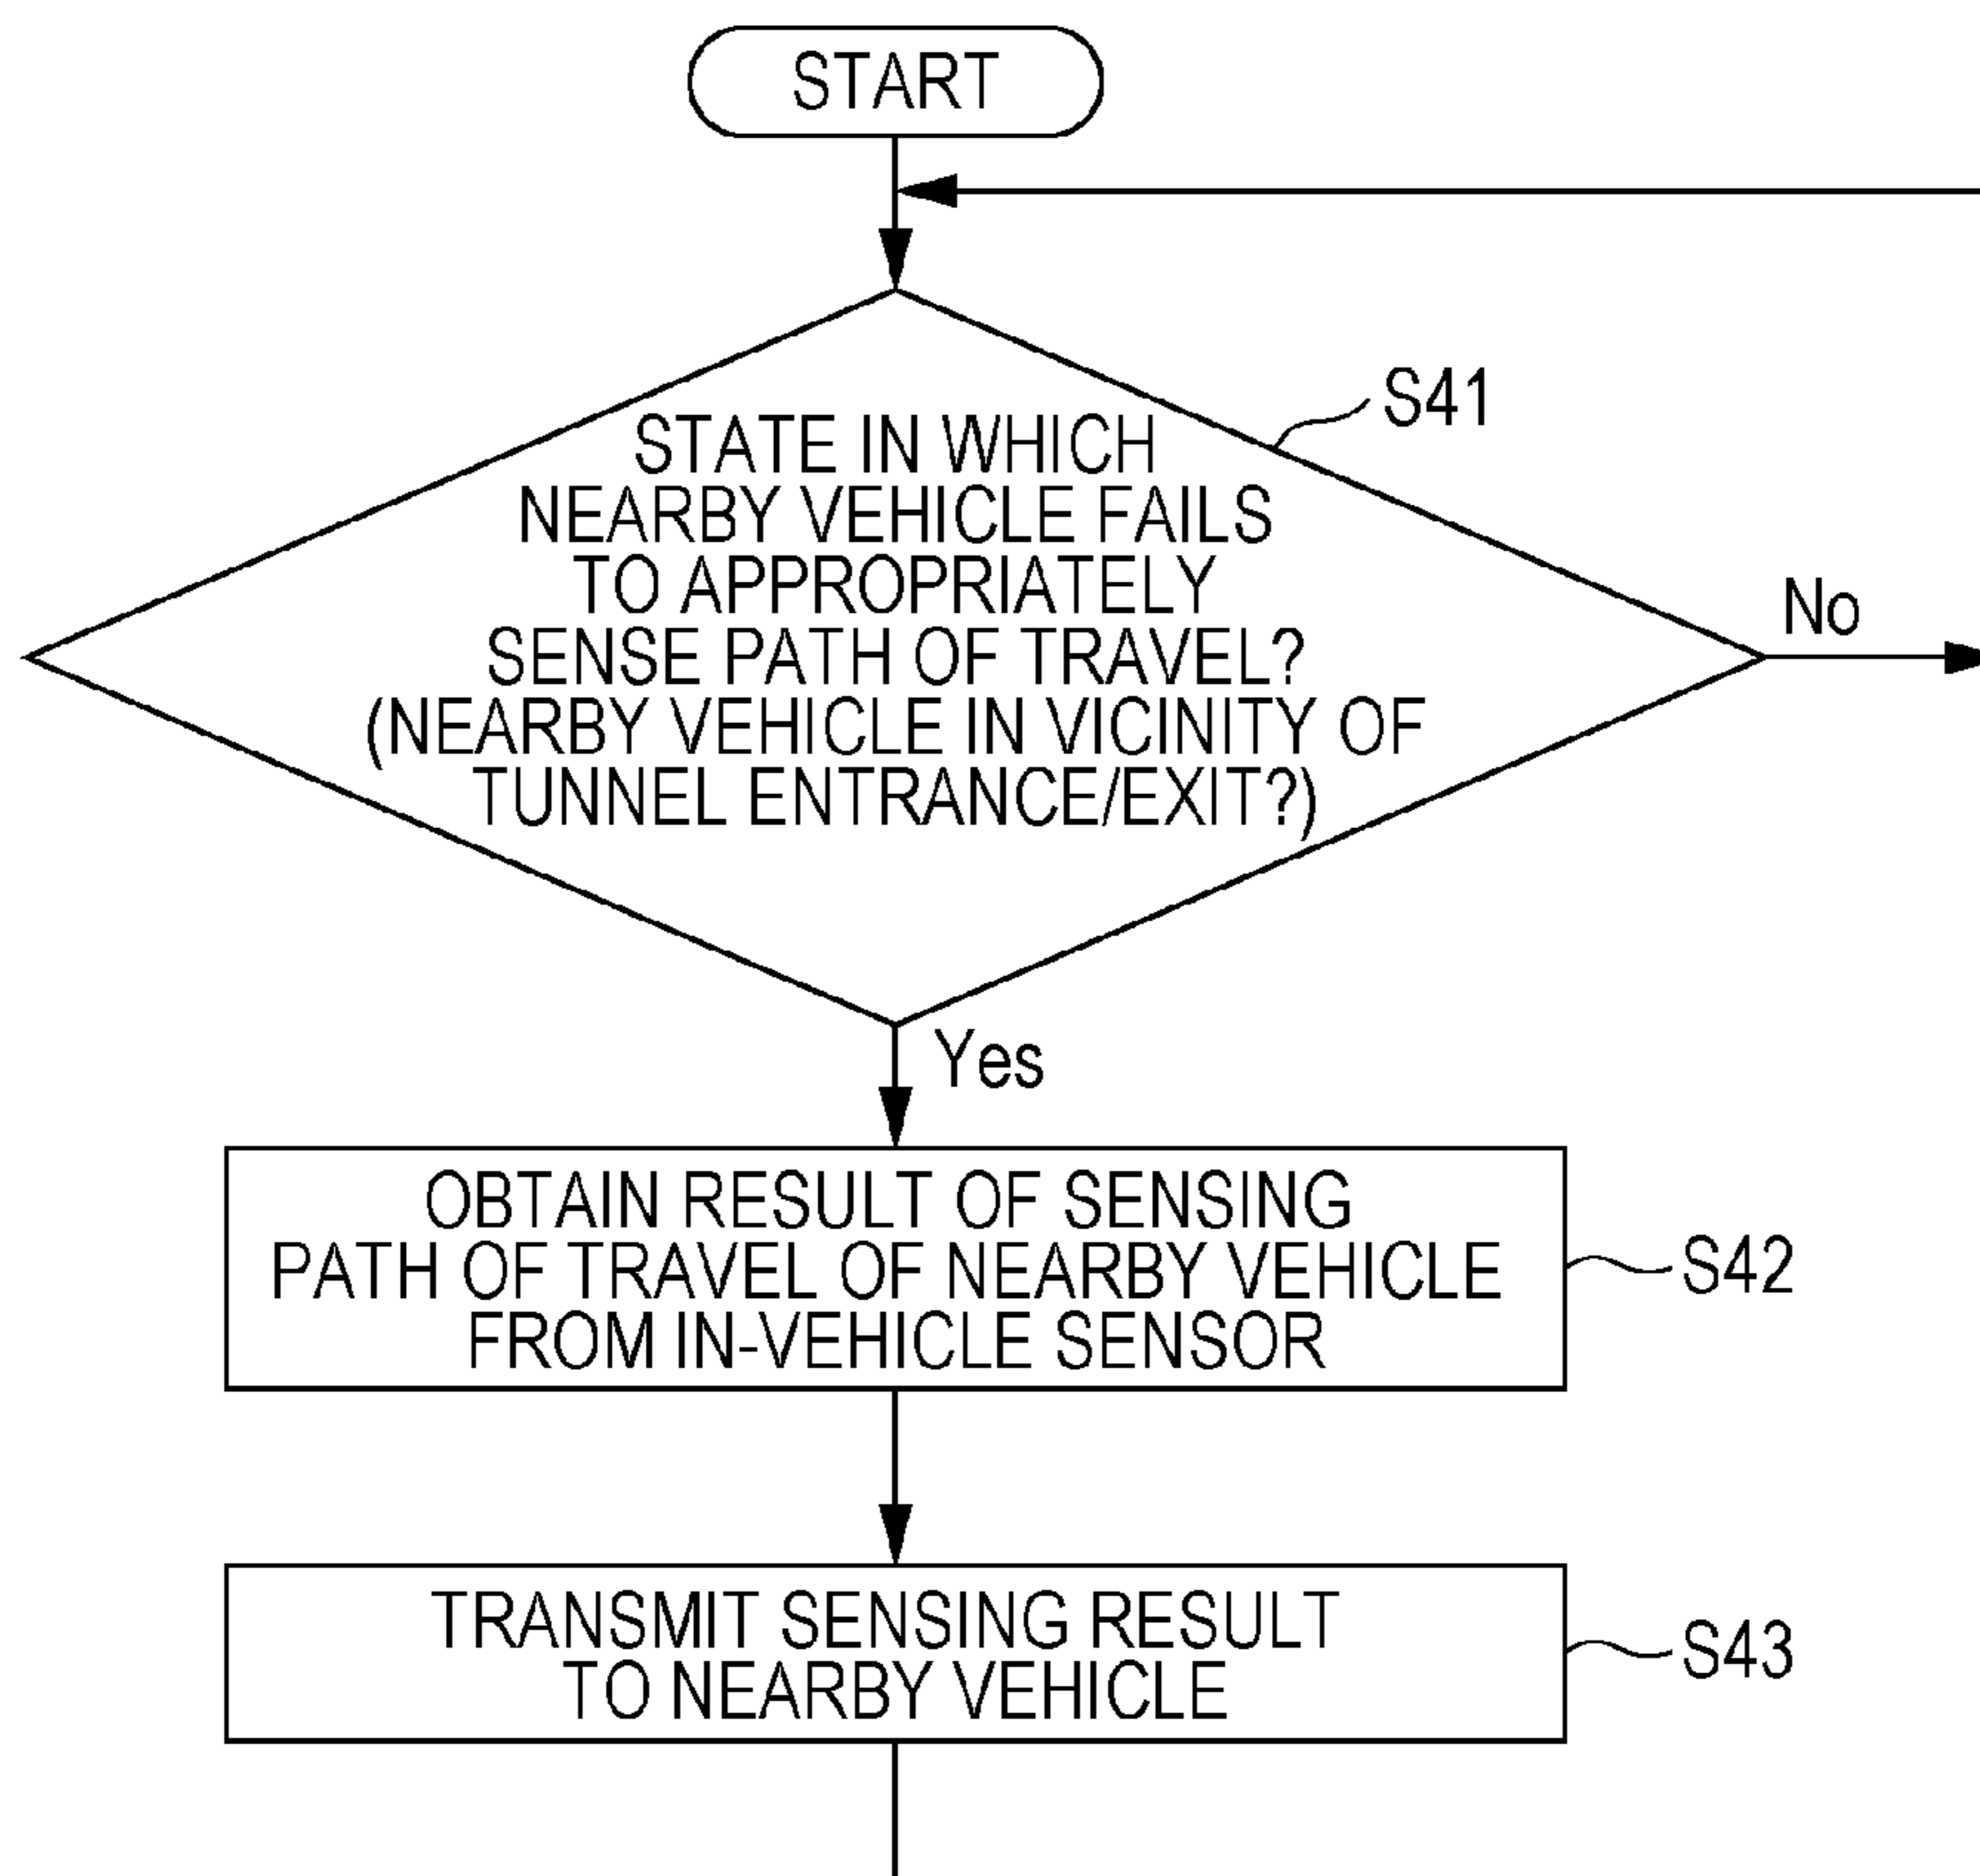 START
S41
STATE IN WHICH
NEARBY VEHICLE FAILS
TO APPROPRIATELY
SENSE PATH OF TRAVEL?
(NEARBY VEHICLE IN VICINITY OF
TUNNEL ENTRANCE/EXIT?)
No
Yes
OBTAIN RESULT OF SENSING
PATH OF TRAVEL OF NEARBY VEHICLE
FROM IN-VEHICLE SENSOR
S42
TRANSMIT SENSING RESULT
TO NEARBY VEHICLE
S43